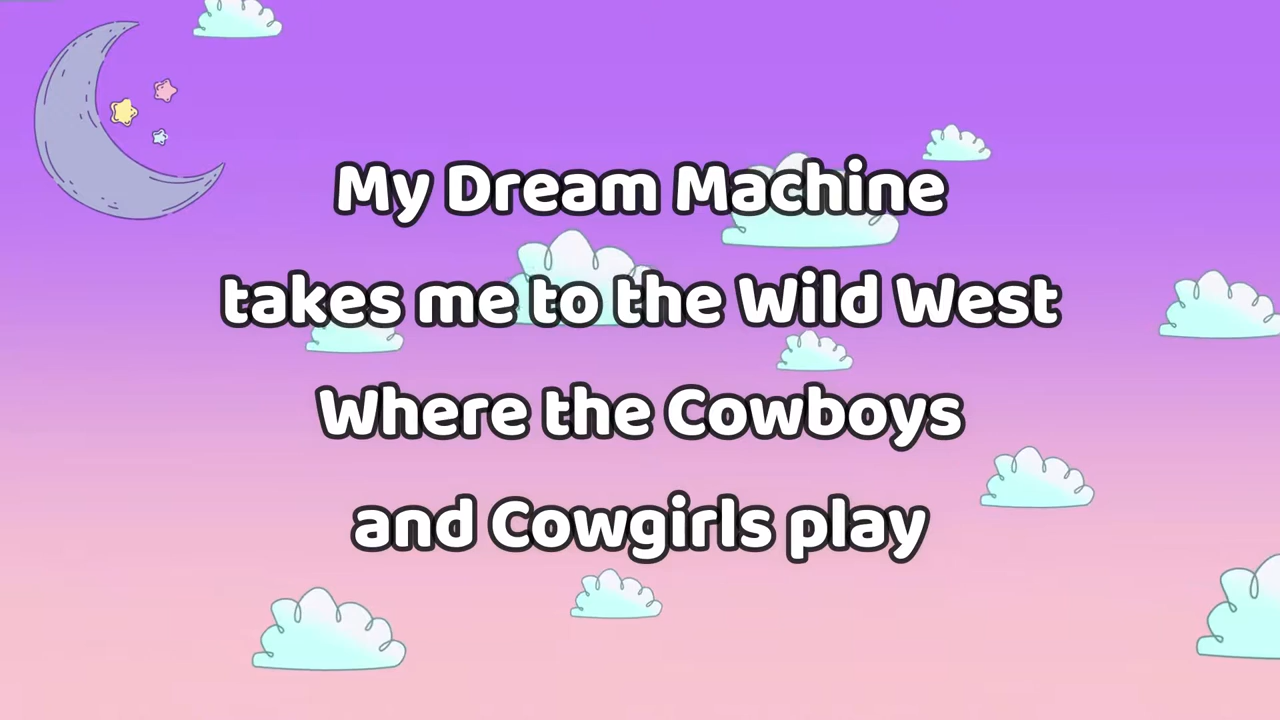 My Dream Machine
takes me to the Wild West
Where the Cowboys
and Cowgirls play